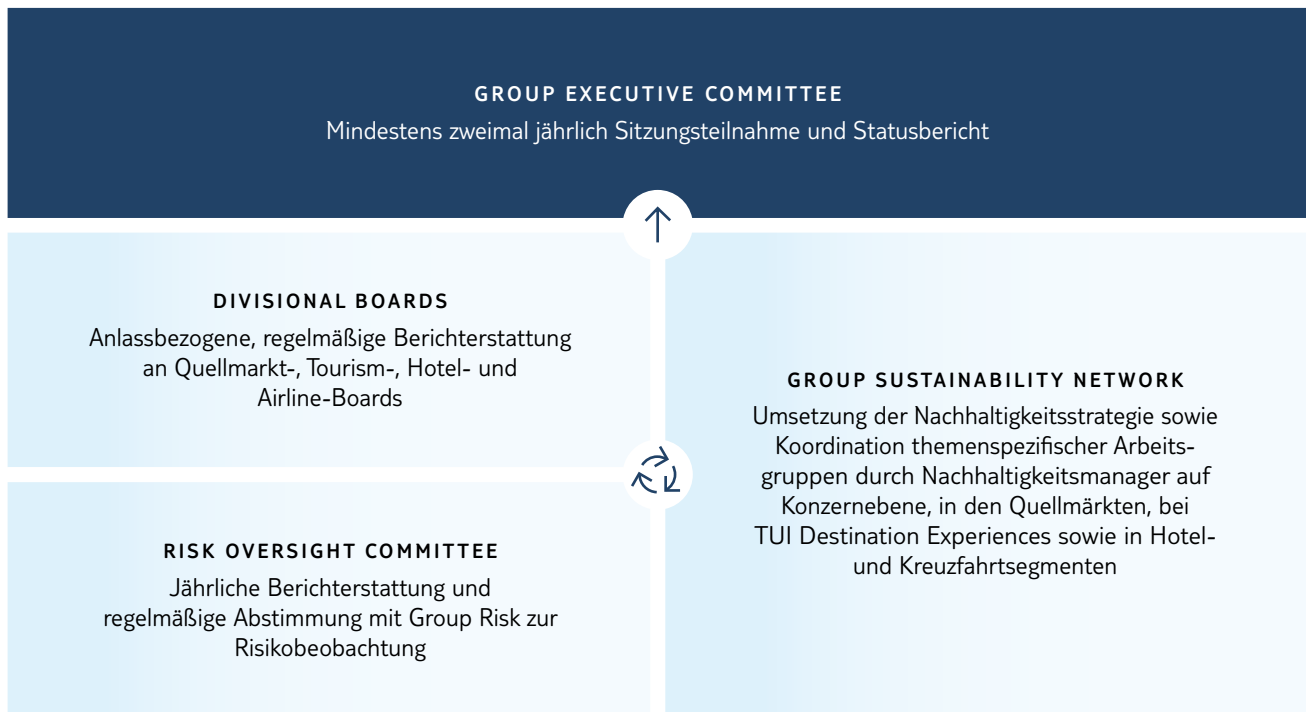 GROUP EXECUTIVE COMMITTEE
Mindestens zweimal jährlich Sitzungsteilnahme und Statusbericht
DIVISIONAL BOARDS
Anlassbezogene, regelmäßige Berichterstattung
an Quellmarkt-, Tourism-, Hotel- und
Airline-Boards
RISK OVERSIGHT COMMITTEE
Jährliche Berichterstattung und
regelmäßige Abstimmung mit Group Risk zur
Risikobeobachtung
GROUP SUSTAINABILITY NETWORK
Umsetzung der Nachhaltigkeitsstrategie sowie
Koordination themenspezifischer Arbeits-
gruppen durch Nachhaltigkeitsmanager auf
Konzernebene, in den Quellmärkten, bei
TUI Destination Experiences sowie in Hotel-
und Kreuzfahrtsegmenten